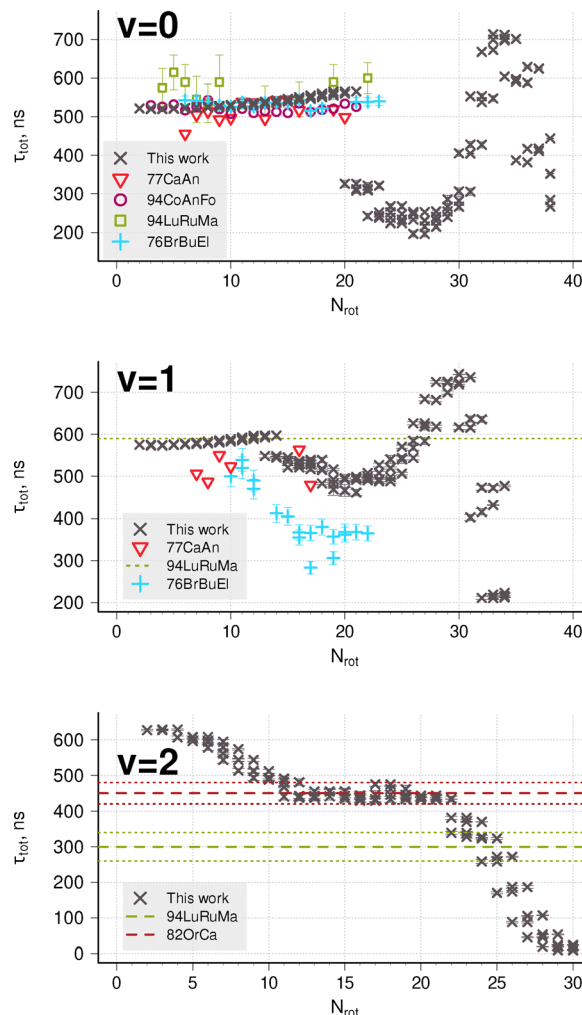 v=0
τtot, ns
700
600
500
400
300
200
This work
77CaAn
94CoAnFo
94LuRuMa
76BrBuEl
0 10 20 30 40
Nrot
v=1
τtot, ns
700
600
500
400
300
200
This work
77CaAn
94LuRuMa
76BrBuEl
0 10 20 30 40
Nrot
v=2
τtot, ns
600
500
400
300
200
100
0
This work
94LuRuMa
82OrCa
0 5 10 15 20 25 30
Nrot